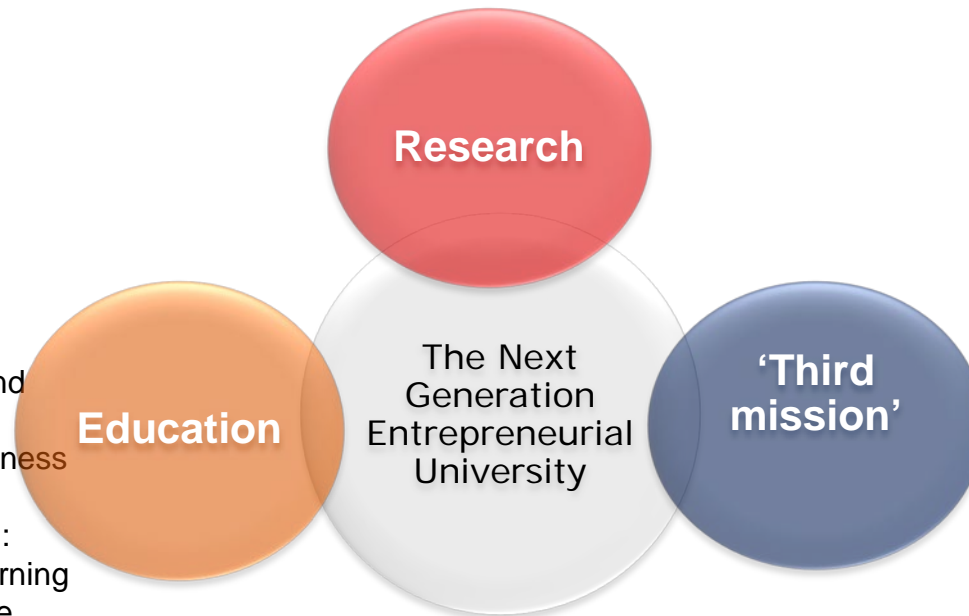 Research
The Next
Generation
Entrepreneurial
University
‘Third
mission’
Education
: